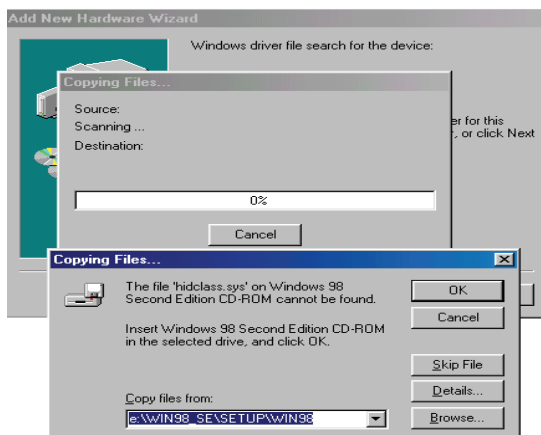 Add New Hardware Wizard
Windows driver file search for the device:
Copying Files...
Source:
Scanning ...
Destination:
er for this
, or click Next
0%
Cancel
Copying Files...
The file 'hidclass.sys' on Windows 98
Second Edition CD-ROM cannot be found.
Insert Windows 98 Second Edition CD-ROM
in the selected drive, and click OK.
Copy files from:
e:\WIN98_SE\SETUP\WIN98
OK
Cancel
Skip File
Details...
Browse...